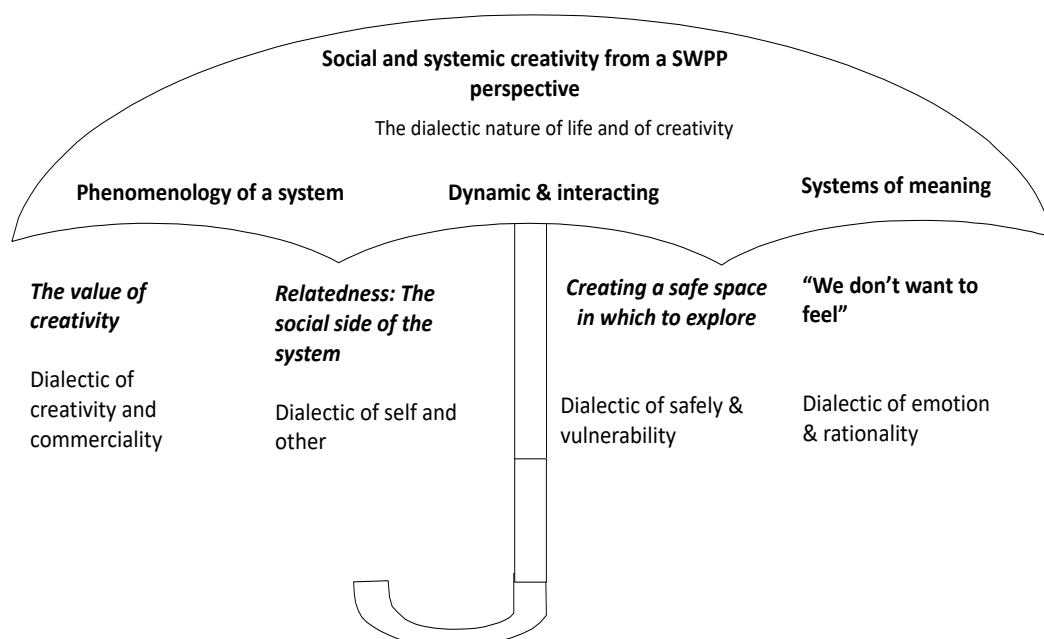 Social and systemic creativity from a SWPP
perspective
The dialectic nature of life and of creativity
Phenomenology of a system
Dynamic & interacting
Systems of meaning
The value of
creativity
Dialectic of
creativity and
commerciality
Relatedness: The
social side of the
system
Dialectic of self and
other
Creating a safe space
in which to explore
Dialectic of safely &
vulnerability
“We don’t want to
feel”
Dialectic of emotion
& rationality